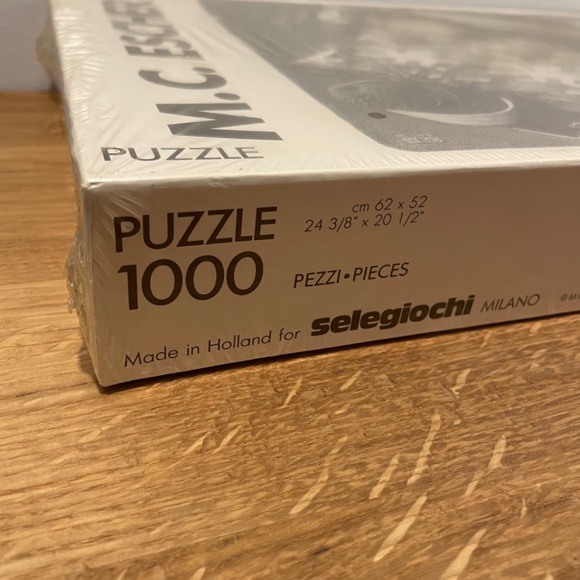 M.C. ESCHER
PUZZLE
PUZZLE
1000
cm 62 x 52
24 3/8" x 20 1/2"
PEZZI • PIECES
Made in Holland for selegiochi MILANO